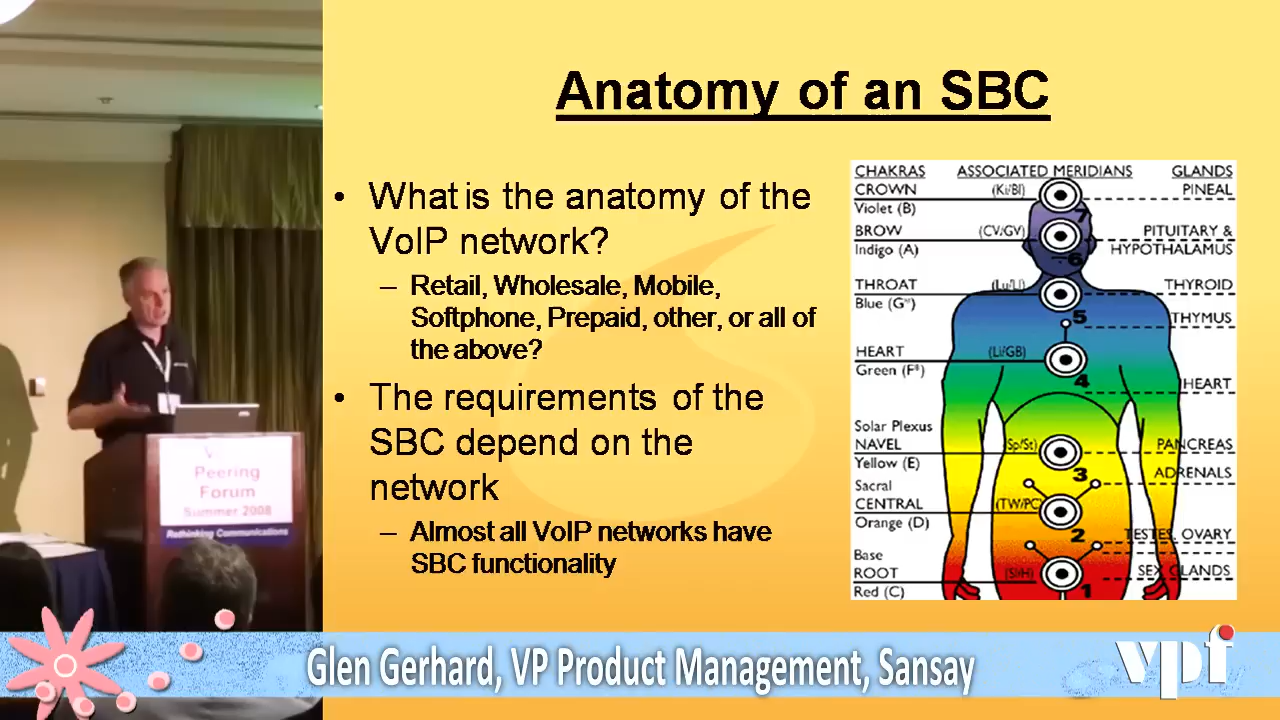 Anatomy of an SBC
• What is the anatomy of the
VoIP network?
– Retail, Wholesale, Mobile,
Softphone, Prepaid, other, or all of
the above?
• The requirements of the
SBC depend on the
network
– Almost all VoIP networks have
SBC functionality
CHAKRAS ASSOCIATED MERIDIANS GLANDS
CROWN (Ki/Bl) PINEAL
Violet (B) 7
BROW (CV/GV) PITUITARY &
Indigo (A) 6 HYPOTHALAMUS
THROAT (Lu/LI) THYROID
Blue (G#)
5 THYMUS
HEART (Li/GB)
Green (F#) 4 HEART
Solar Plexus
NAVEL (Sp/St) PANCREAS
Yellow (E) 3 ADRENALS
Sacral
CENTRAL (TW/PC)
Orange (D) 2 TESTES OVARY
Base
ROOT (SI/H) SEX GLANDS
Red (C) 1
Peering
Forum
Summer 2008
Rethinking Communications
Glen Gerhard, VP Product Management, Sansay
vpf